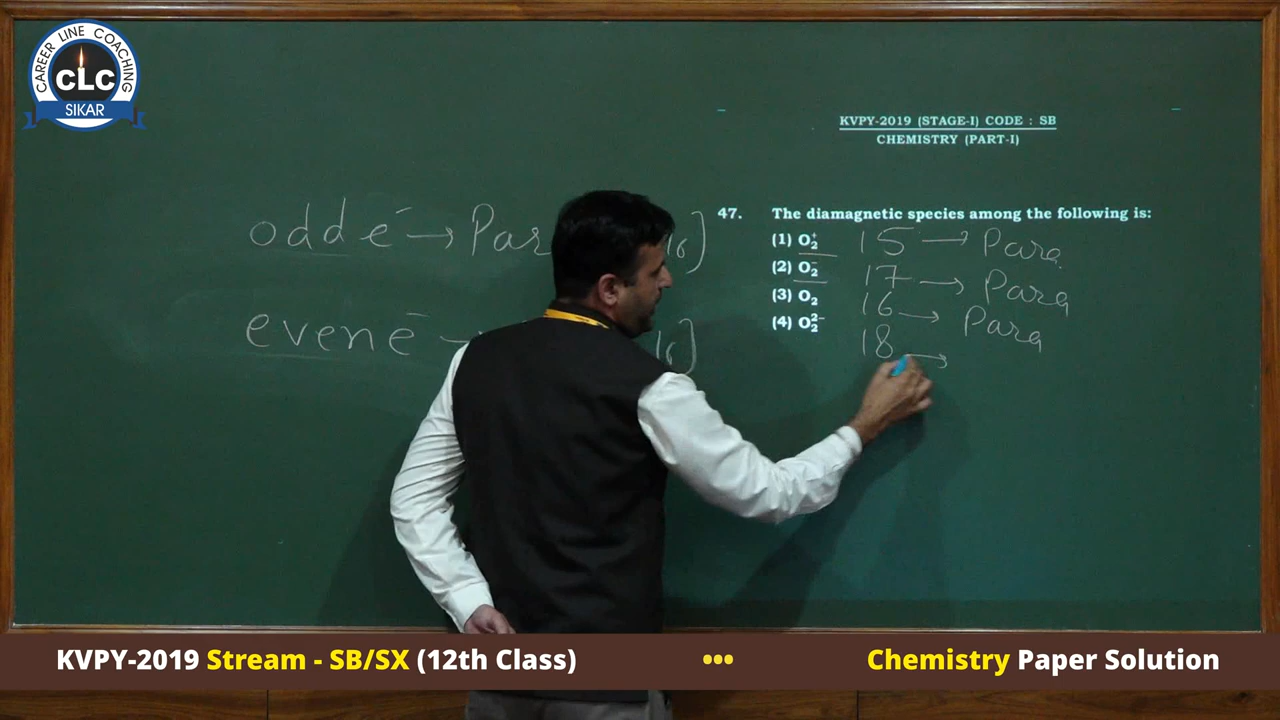 CAREER LINE COACHING
CLC
SIKAR
KVPY-2019 (STAGE-I) CODE : SB
CHEMISTRY (PART-I)
odd e⁻ → Par 16]
even e⁻ → 16]
47. The diamagnetic species among the following is:
(1) O₂⁺ 15 → Para
(2) O₂⁻ 17 → Para
(3) O₂ 16 → Para
(4) O₂²⁻ 18 →
KVPY-2019 Stream - SB/SX (12th Class) ••• Chemistry Paper Solution